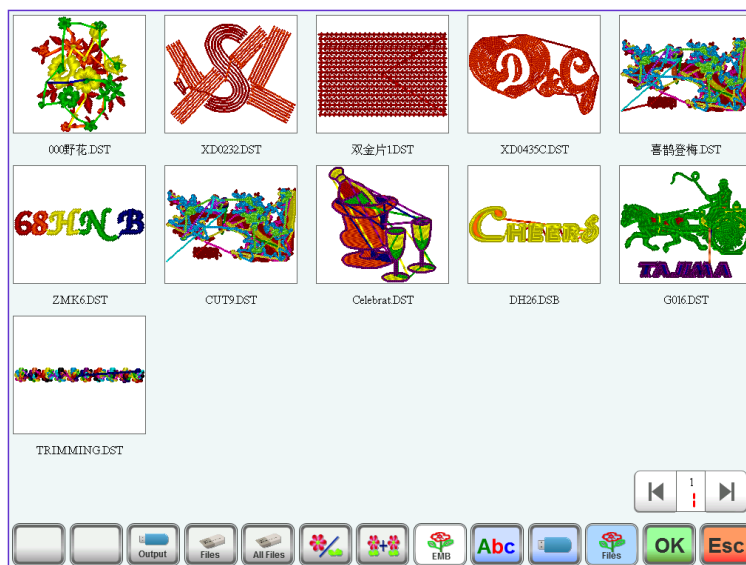 000野花.DST
XD0232.DST
双金片1.DST
XD0435C.DST
喜鹊登梅.DST
68HNB
CHEERS
TAJIMA
ZMK6.DST
CUT9.DST
Celebrat.DST
DH26.DSB
G016.DST
TRIMMING.DST
1
Output
Files
All Files
EMB
Abc
Files
OK
Esc